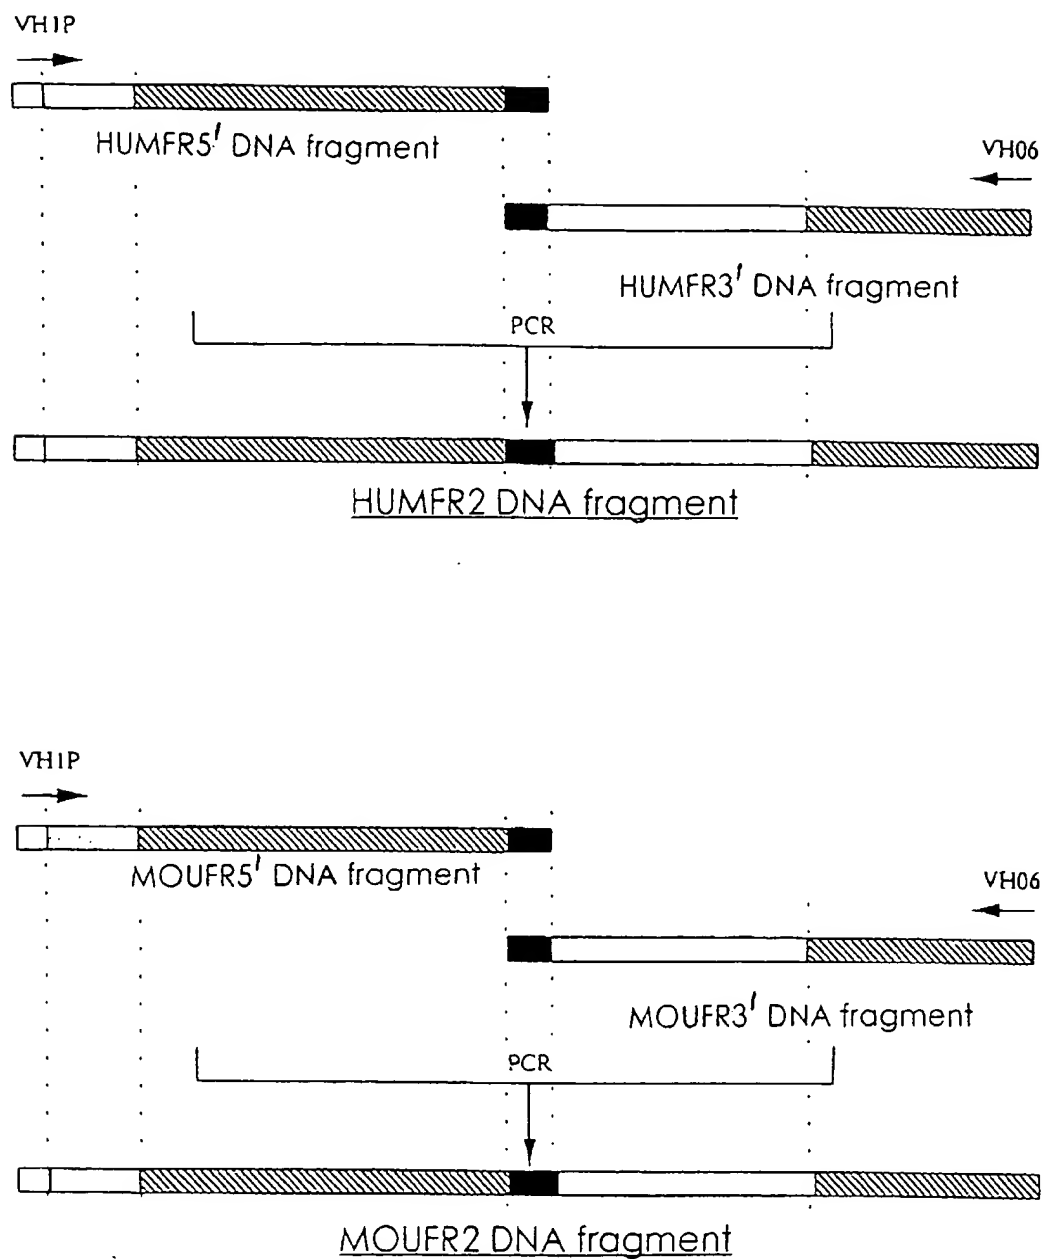 VH1P
HUMFR5' DNA fragment
VH06
HUMFR3' DNA fragment
PCR
HUMFR2 DNA fragment
VH1P
MOUFR5' DNA fragment
VH06
MOUFR3' DNA fragment
PCR
MOUFR2 DNA fragment